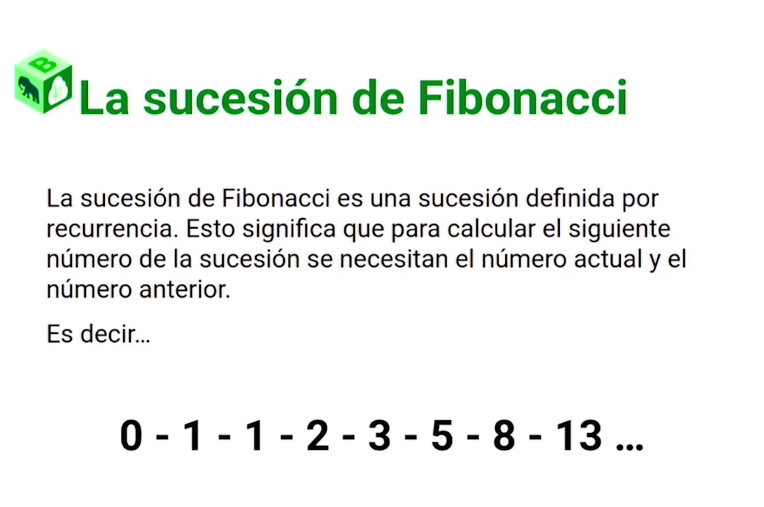 B
La sucesión de Fibonacci
La sucesión de Fibonacci es una sucesión definida por
recurrencia. Esto significa que para calcular el siguiente
número de la sucesión se necesitan el número actual y el
número anterior.
Es decir...
0 - 1 - 1 - 2 - 3 - 5 - 8 - 13 ...